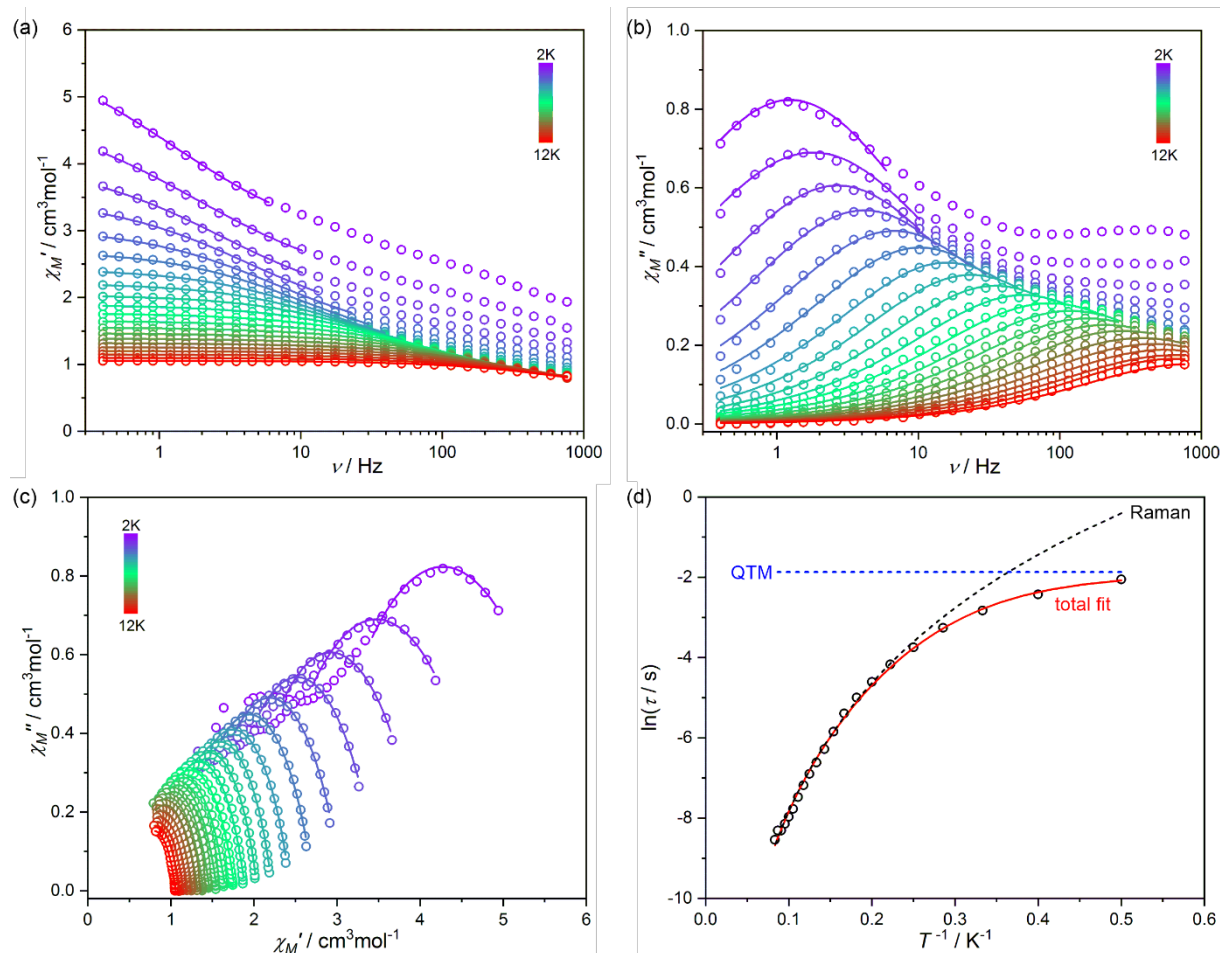 (a)
6
5
4
3
2
1
0
χM′ / cm³mol⁻¹
2K
12K
1
10
100
1000
ν / Hz
(b)
1.0
0.8
0.6
0.4
0.2
0.0
χM″ / cm³mol⁻¹
2K
12K
1
10
100
1000
ν / Hz
(c)
1.0
0.8
0.6
0.4
0.2
0.0
χM″ / cm³mol⁻¹
2K
12K
0
1
2
3
4
5
6
χM′ / cm³mol⁻¹
(d)
0
-2
-4
-6
-8
-10
ln(τ / s)
Raman
QTM
total fit
0.0
0.1
0.2
0.3
0.4
0.5
0.6
T⁻¹ / K⁻¹